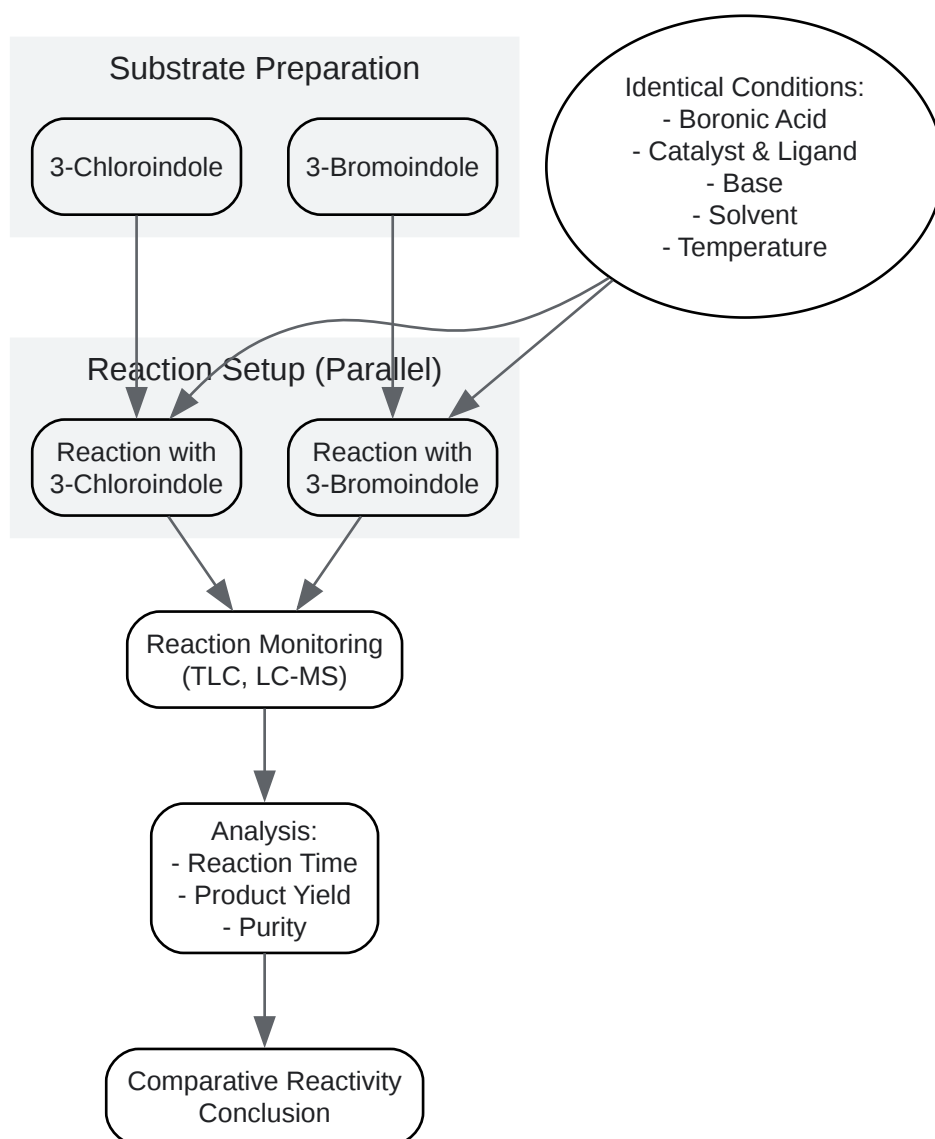 Substrate Preparation
3-Chloroindole
3-Bromoindole
Identical Conditions:
- Boronic Acid
- Catalyst & Ligand
- Base
- Solvent
- Temperature
Reaction Setup (Parallel)
Reaction with
3-Chloroindole
Reaction with
3-Bromoindole
Reaction Monitoring
(TLC, LC-MS)
Analysis:
- Reaction Time
- Product Yield
- Purity
Comparative Reactivity
Conclusion